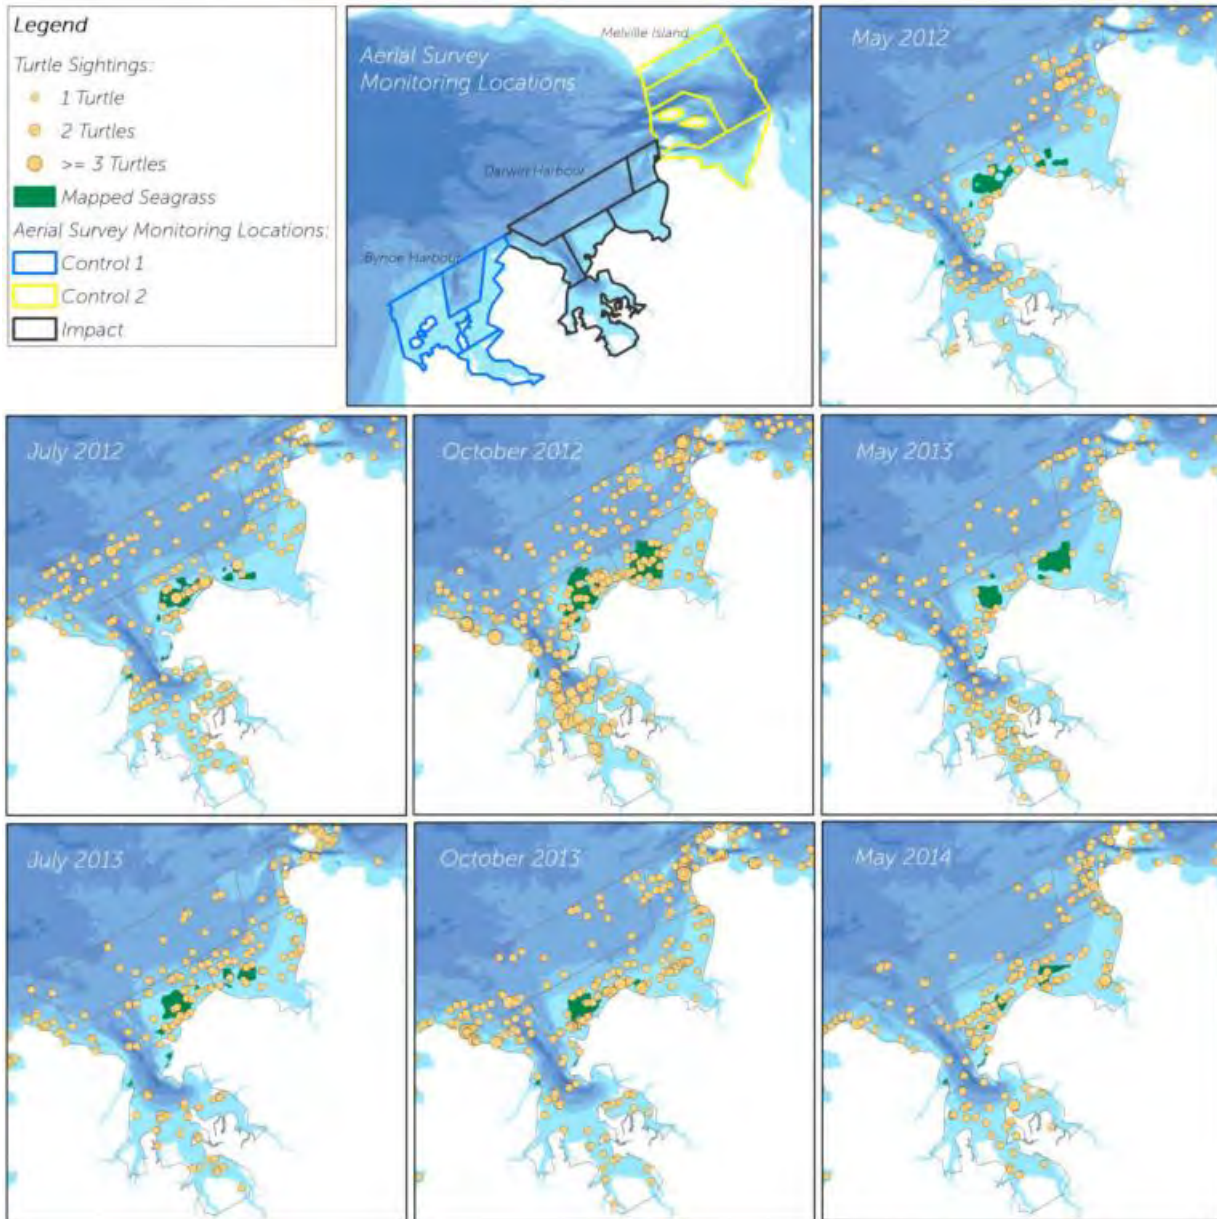 Legend
Turtle Sightings:
1 Turtle
2 Turtles
>= 3 Turtles
Mapped Seagrass
Aerial Survey Monitoring Locations:
Control 1
Control 2
Impact
Aerial Survey
Monitoring Locations
Melville Island
Darwin Harbour
Bynoe Harbour
May 2012
July 2012
October 2012
May 2013
July 2013
October 2013
May 2014